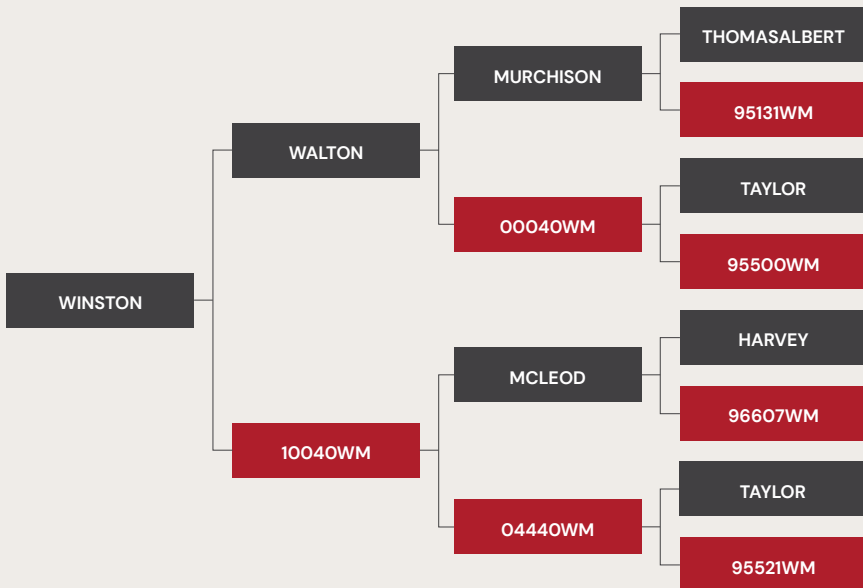 WINSTON
WALTON
10040WM
MURCHISON
00040WM
MCLEOD
04440WM
THOMASALBERT
95131WM
TAYLOR
95500WM
HARVEY
96607WM
TAYLOR
95521WM